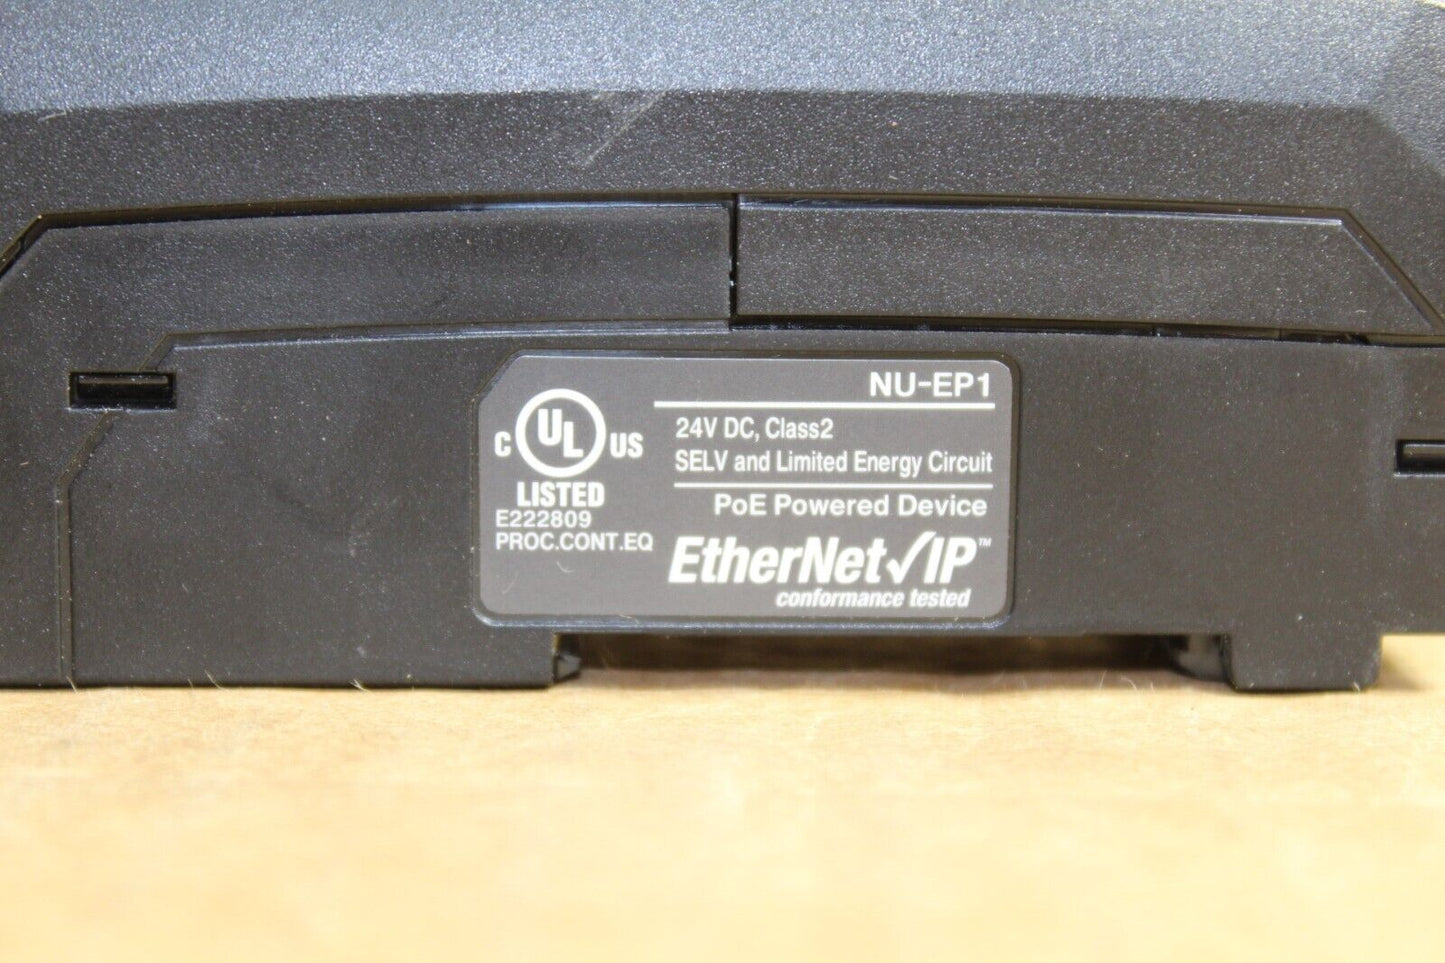 NU-EP1
C UL US
LISTED
E222809
PROC.CONT.EQ
24V DC, Class2
SELV and Limited Energy Circuit
PoE Powered Device
EtherNet/IP™
conformance tested